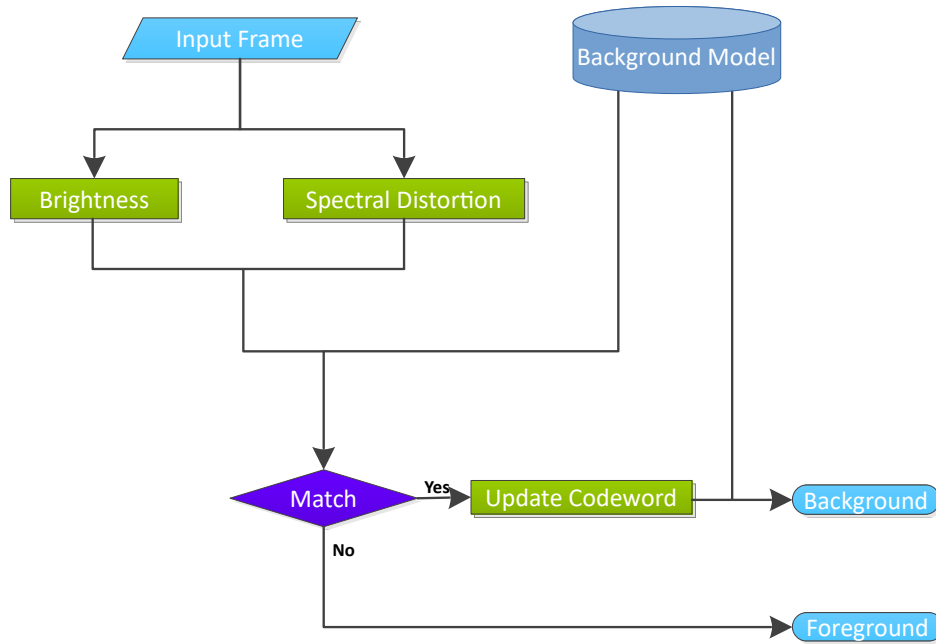 Input Frame
Background Model
Brightness
Spectral Distortion
Match
Yes
Update Codeword
Background
No
Foreground